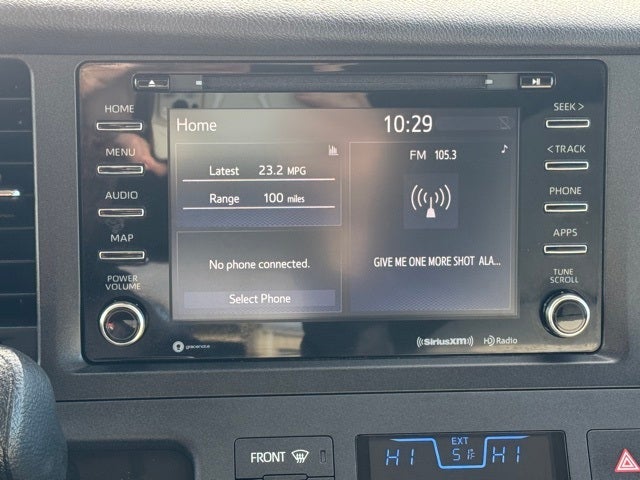 HOME
MENU
AUDIO
MAP
POWER
VOLUME
Home
10:29
Latest 23.2 MPG
Range 100 miles
No phone connected.
Select Phone
FM 105.3
GIVE ME ONE MORE SHOT ALA...
SEEK >
< TRACK
PHONE
APPS
TUNE
SCROLL
gracenote
SiriusXM
HD Radio
FRONT
HI
EXT
51°F
HI